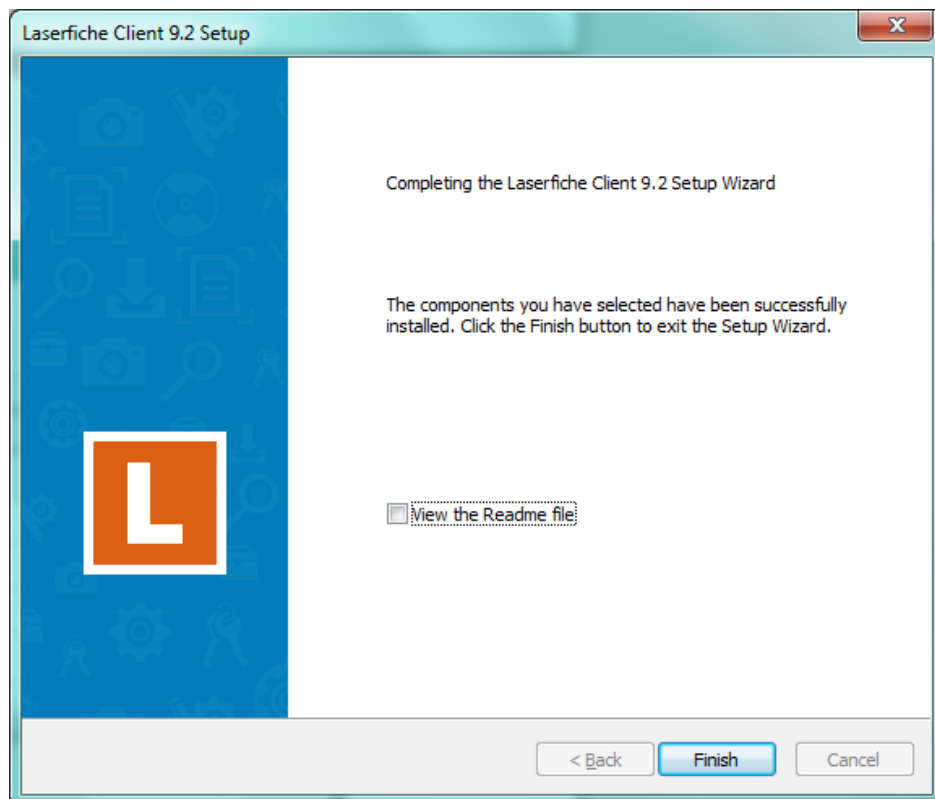 Laserfiche Client 9.2 Setup
X
Completing the Laserfiche Client 9.2 Setup Wizard
The components you have selected have been successfully
installed. Click the Finish button to exit the Setup Wizard.
L
View the Readme file
< Back Finish Cancel